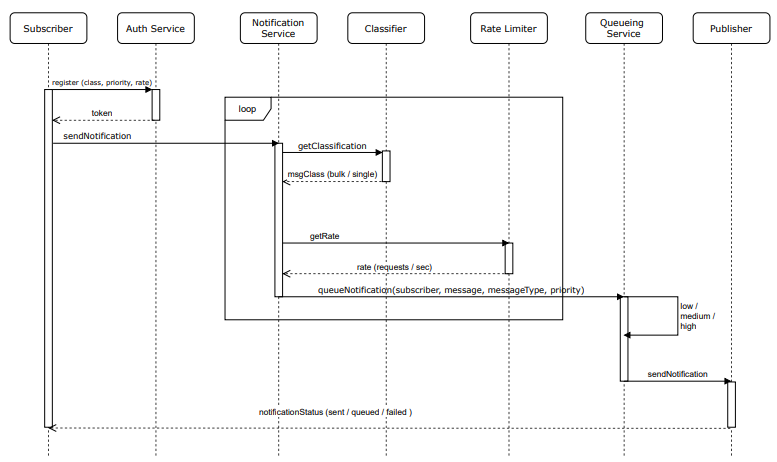 Subscriber
Auth Service
Notification
Service
Classifier
Rate Limiter
Queueing
Service
Publisher
register (class, priority, rate)
loop
token
sendNotification
getClassification
msgClass (bulk / single)
getRate
rate (requests / sec)
queueNotification(subscriber, message, messageType, priority)
low /
medium /
high
sendNotification
notificationStatus (sent / queued / failed )